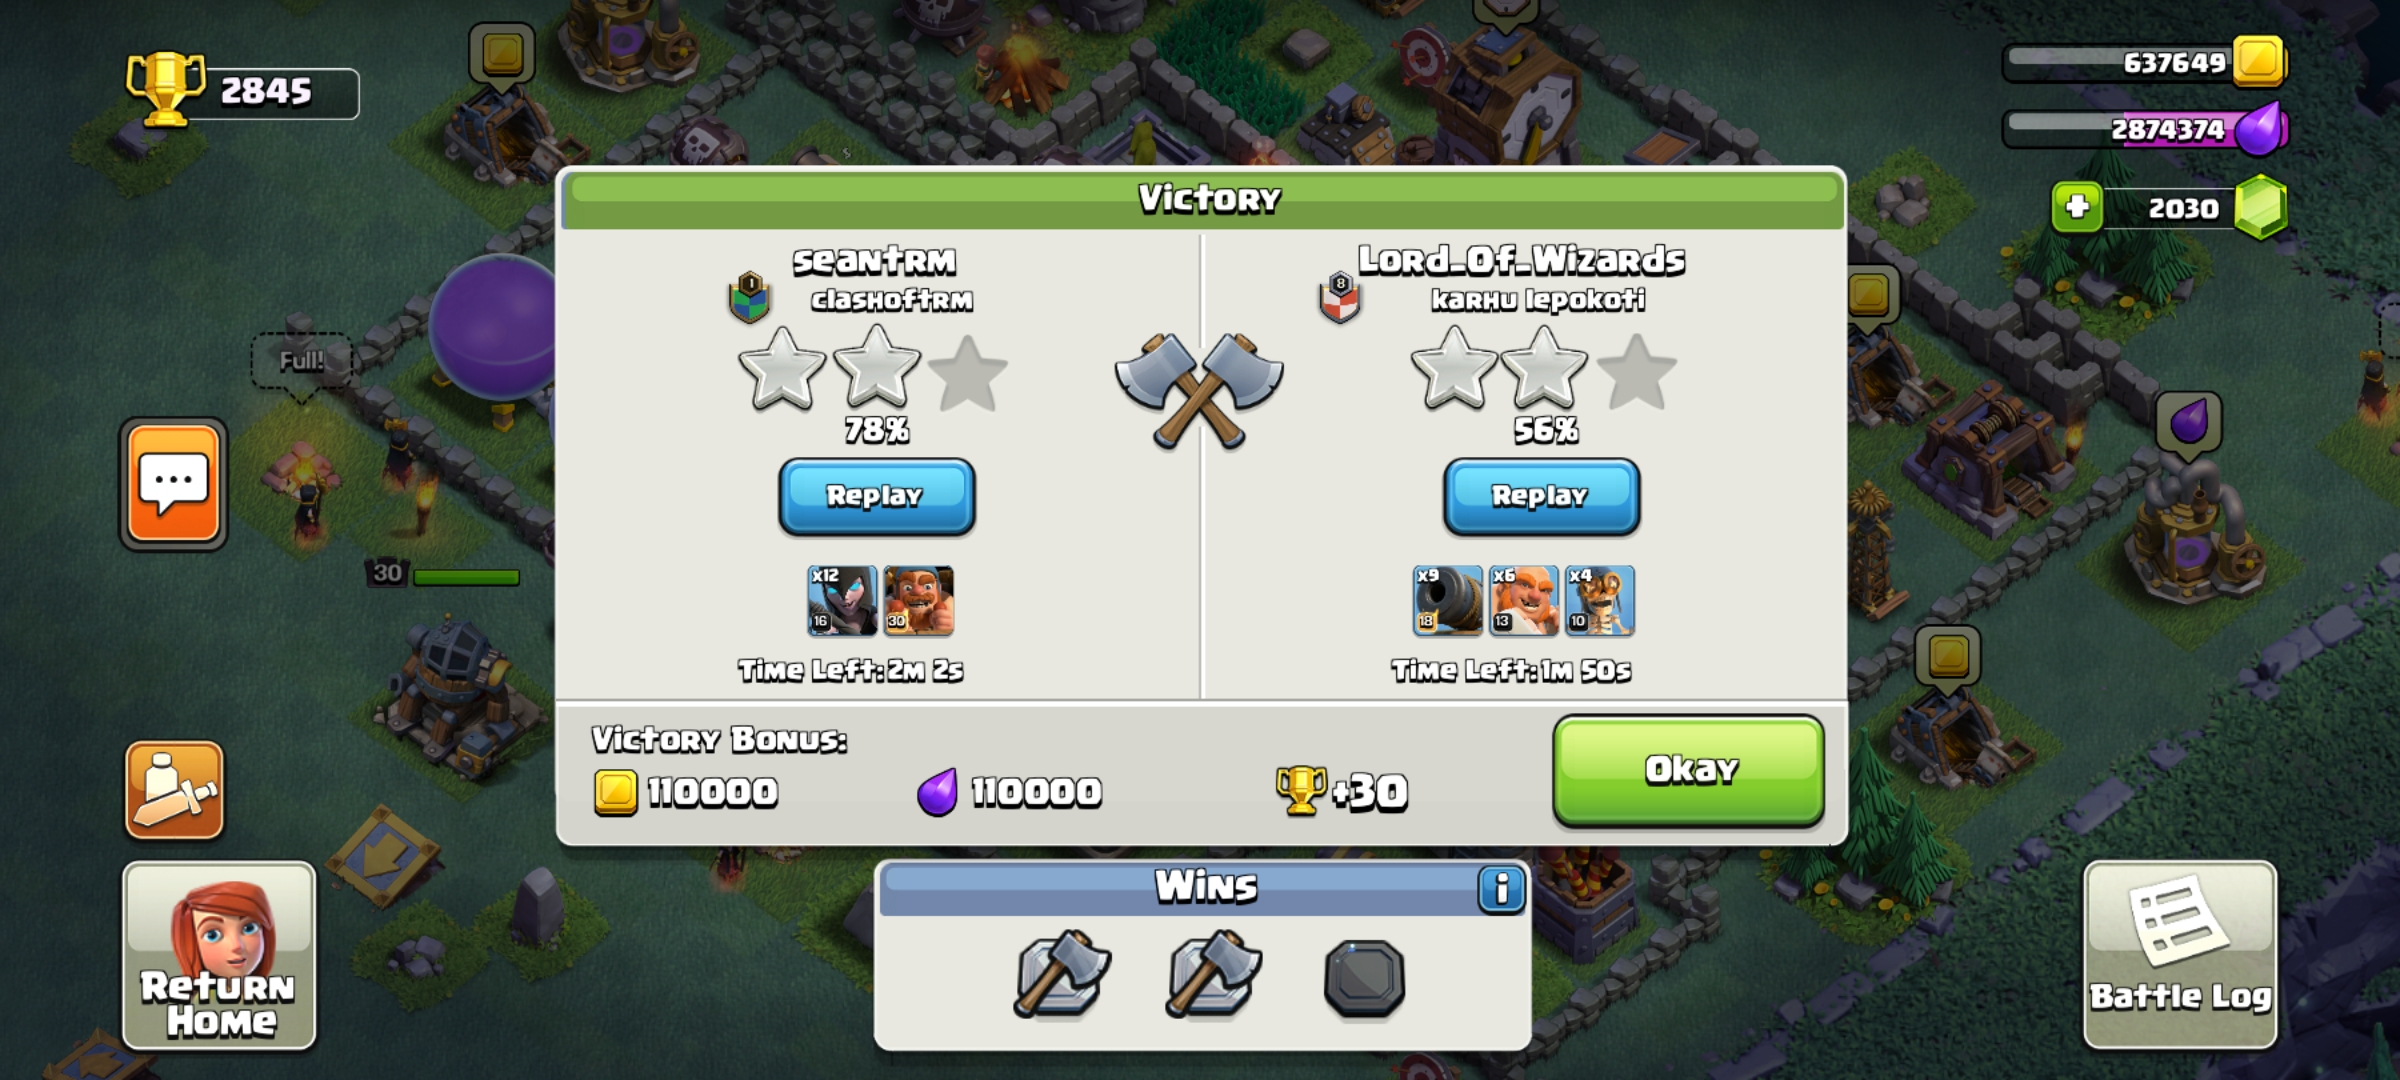 2845
637649
2874374
2030
Full!
30
Victory
seantrm
clashoftrm
1
78%
Replay
x12
16
30
Time Left:2m 2s
Lord_Of_Wizards
karhu lepokoti
8
56%
Replay
x9
18
x6
13
x4
10
Time Left:1m 50s
Victory Bonus:
110000
110000
+30
Okay
Wins
i
Return
Home
Battle Log